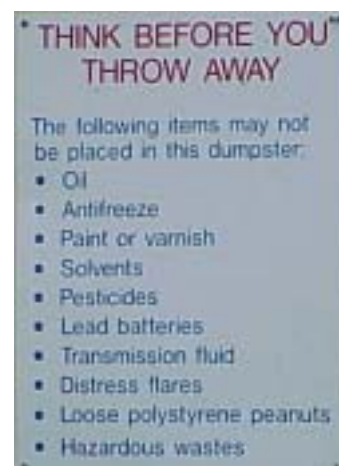 THINK BEFORE YOU
THROW AWAY
The following items may not
be placed in this dumpster:
• Oil
• Antifreeze
• Paint or varnish
• Solvents
• Pesticides
• Lead batteries
• Transmission fluid
• Distress flares
• Loose polystyrene peanuts
• Hazardous wastes